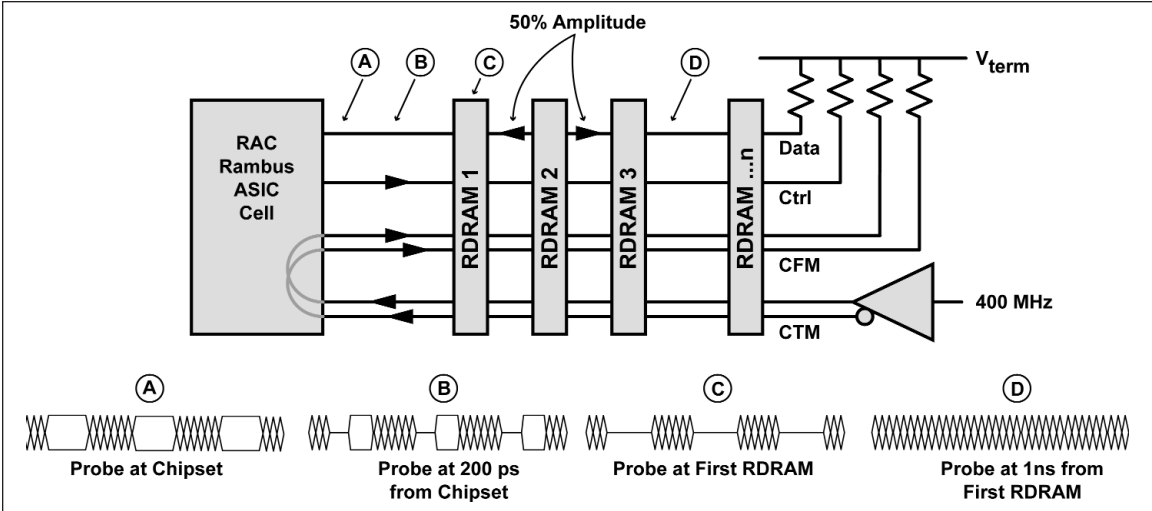 50% Amplitude
A
B
C
D
V term
RAC
Rambus
ASIC
Cell
RDRAM 1
RDRAM 2
RDRAM 3
RDRAM ...n
Data
Ctrl
CFM
CTM
400 MHz
A
B
C
D
Probe at Chipset
Probe at 200 ps
from Chipset
Probe at First RDRAM
Probe at 1ns from
First RDRAM